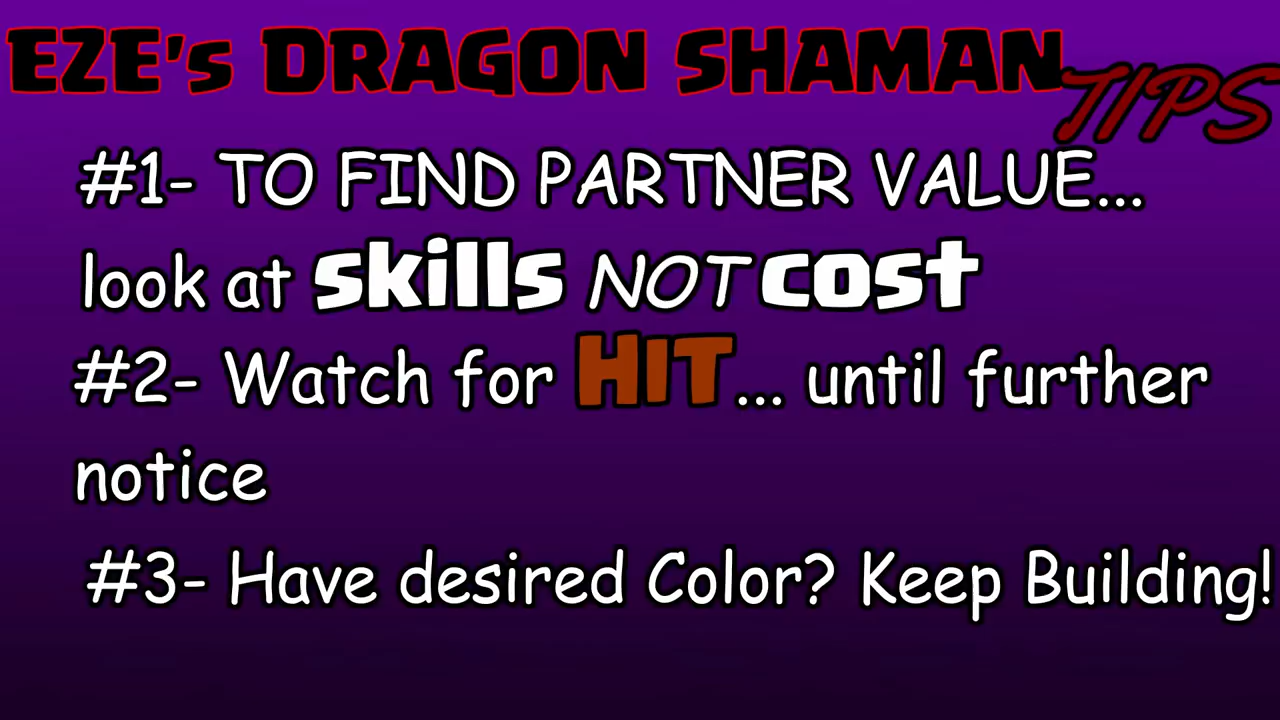 EZE's DRAGON SHAMAN TIPS
#1- TO FIND PARTNER VALUE...
look at skills NOT cost
#2- Watch for HIT... until further
notice
#3- Have desired Color? Keep Building!